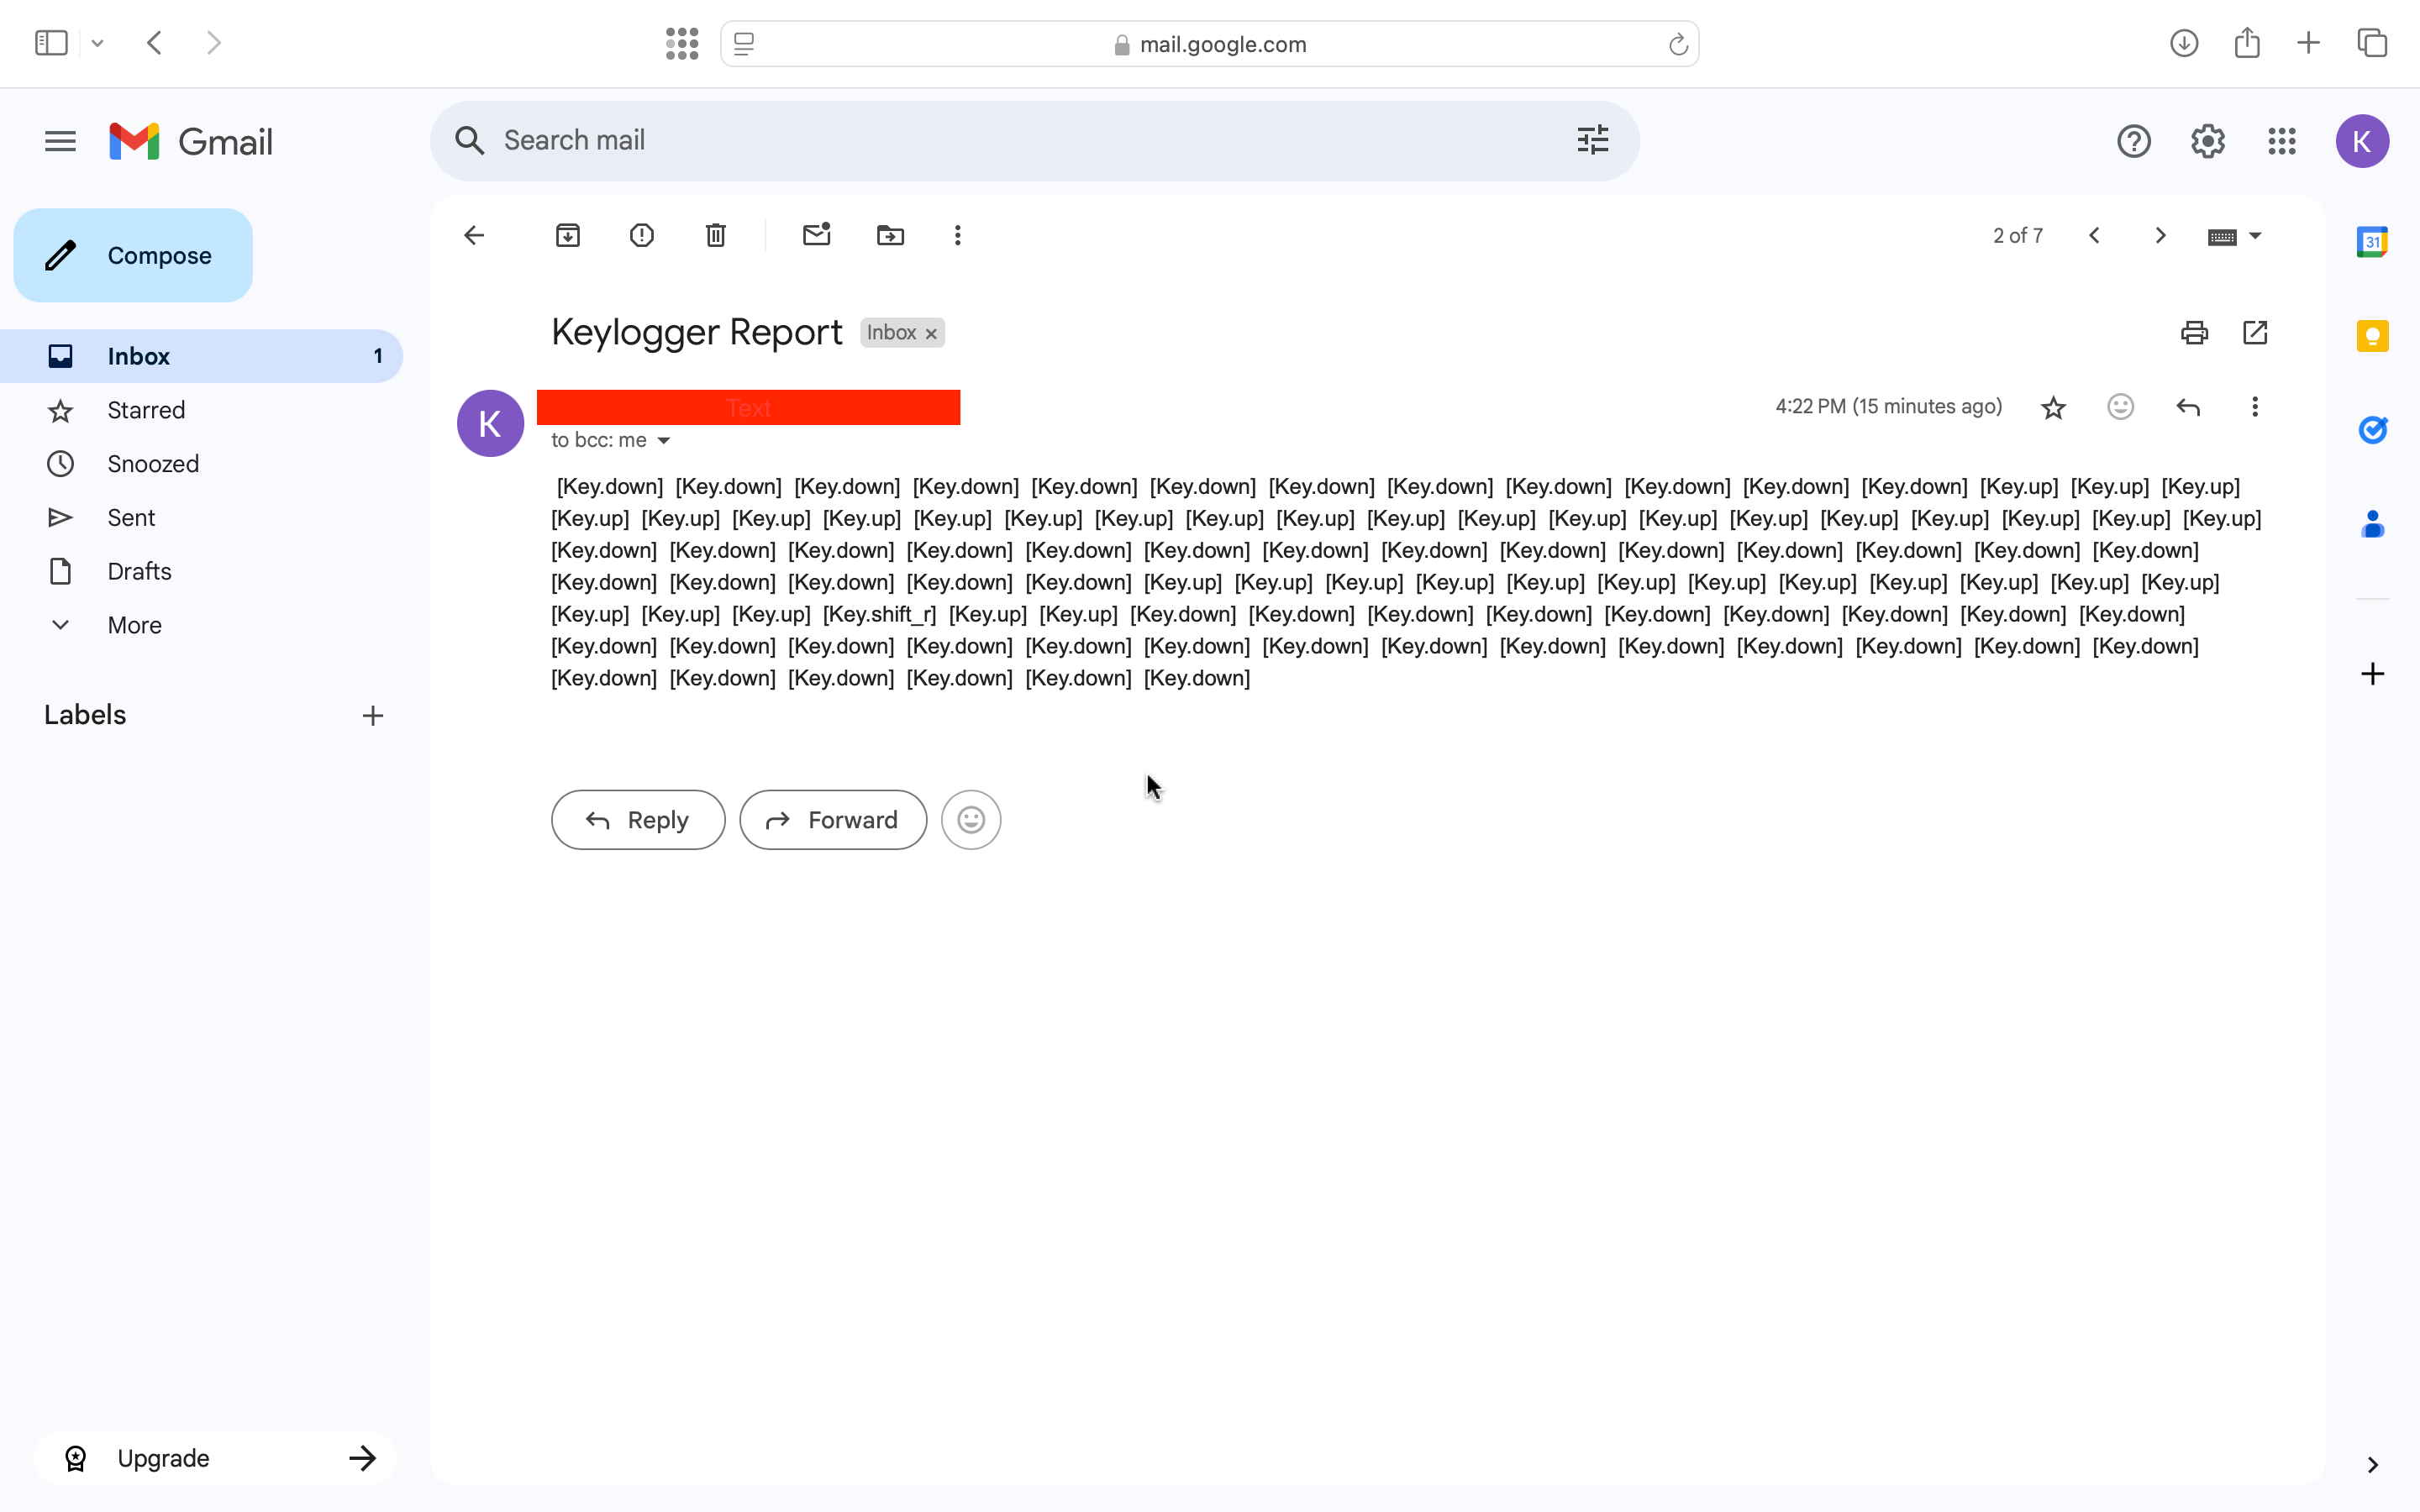 mail.google.com
Gmail
Search mail
Compose
2 of 7
31
K
Keylogger Report Inbox ×
Inbox 1
Starred
Snoozed
Sent
Drafts
More
Labels
K
Text
4:22 PM (15 minutes ago)
to bcc: me
[Key.down] [Key.down] [Key.down] [Key.down] [Key.down] [Key.down] [Key.down] [Key.down] [Key.down] [Key.down] [Key.down] [Key.down] [Key.up] [Key.up] [Key.up]
[Key.up] [Key.up] [Key.up] [Key.up] [Key.up] [Key.up] [Key.up] [Key.up] [Key.up] [Key.up] [Key.up] [Key.up] [Key.up] [Key.up] [Key.up] [Key.up] [Key.up] [Key.up] [Key.up]
[Key.down] [Key.down] [Key.down] [Key.down] [Key.down] [Key.down] [Key.down] [Key.down] [Key.down] [Key.down] [Key.down] [Key.down] [Key.down] [Key.down]
[Key.down] [Key.down] [Key.down] [Key.down] [Key.down] [Key.up] [Key.up] [Key.up] [Key.up] [Key.up] [Key.up] [Key.up] [Key.up] [Key.up] [Key.up] [Key.up] [Key.up]
[Key.up] [Key.up] [Key.up] [Key.shift_r] [Key.up] [Key.up] [Key.down] [Key.down] [Key.down] [Key.down] [Key.down] [Key.down] [Key.down] [Key.down] [Key.down]
[Key.down] [Key.down] [Key.down] [Key.down] [Key.down] [Key.down] [Key.down] [Key.down] [Key.down] [Key.down] [Key.down] [Key.down] [Key.down] [Key.down]
[Key.down] [Key.down] [Key.down] [Key.down] [Key.down] [Key.down]
Reply
Forward
Upgrade